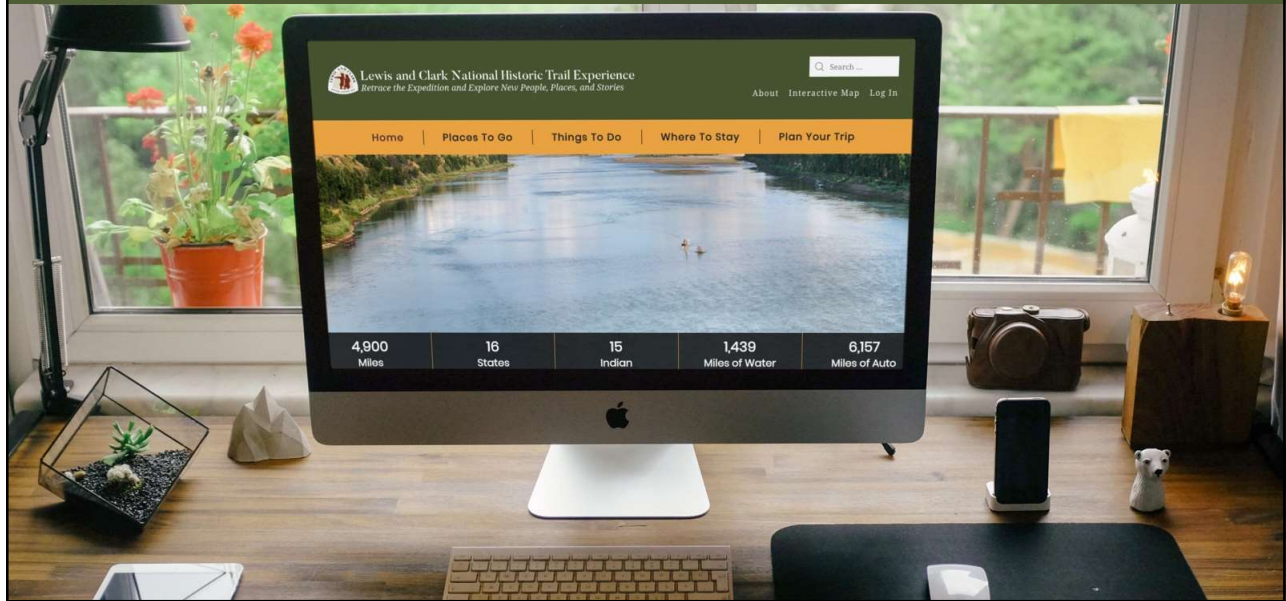 Lewis and Clark National Historic Trail Experience
Retrace the Expedition and Explore New People, Places, and Stories
Search ...
About Interactive Map Log In
Home Places To Go Things To Do Where To Stay Plan Your Trip
4,900 16 15 1,439 6,157
Miles States Indian Miles of Water Miles of Auto